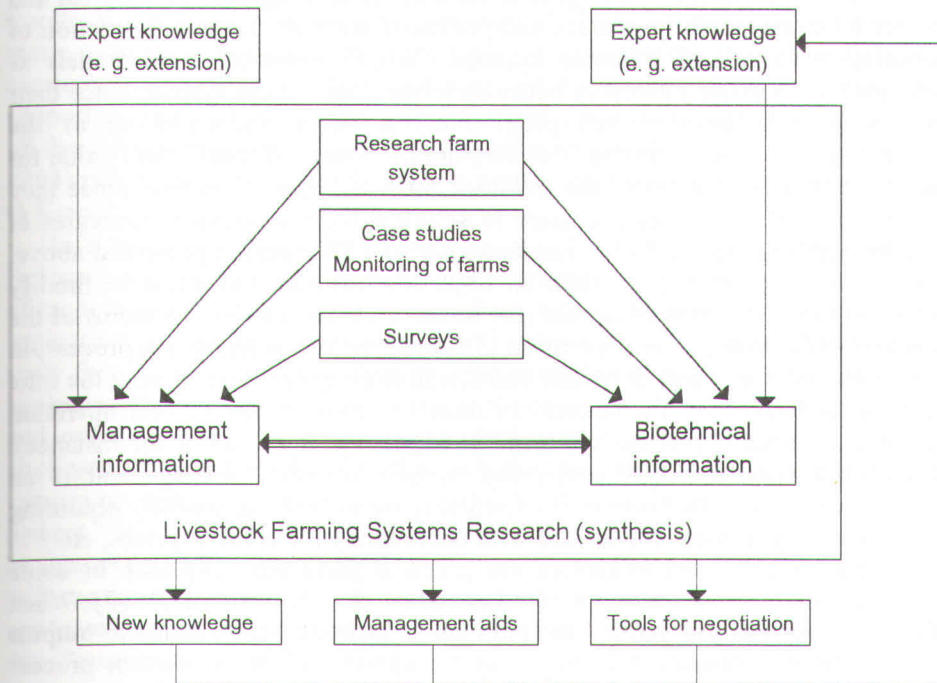 Expert knowledge
(e. g. extension)
Expert knowledge
(e. g. extension)
Research farm
system
Case studies
Monitoring of farms
Surveys
Management
information
Biotehnical
information
Livestock Farming Systems Research (synthesis)
New knowledge
Management aids
Tools for negotiation